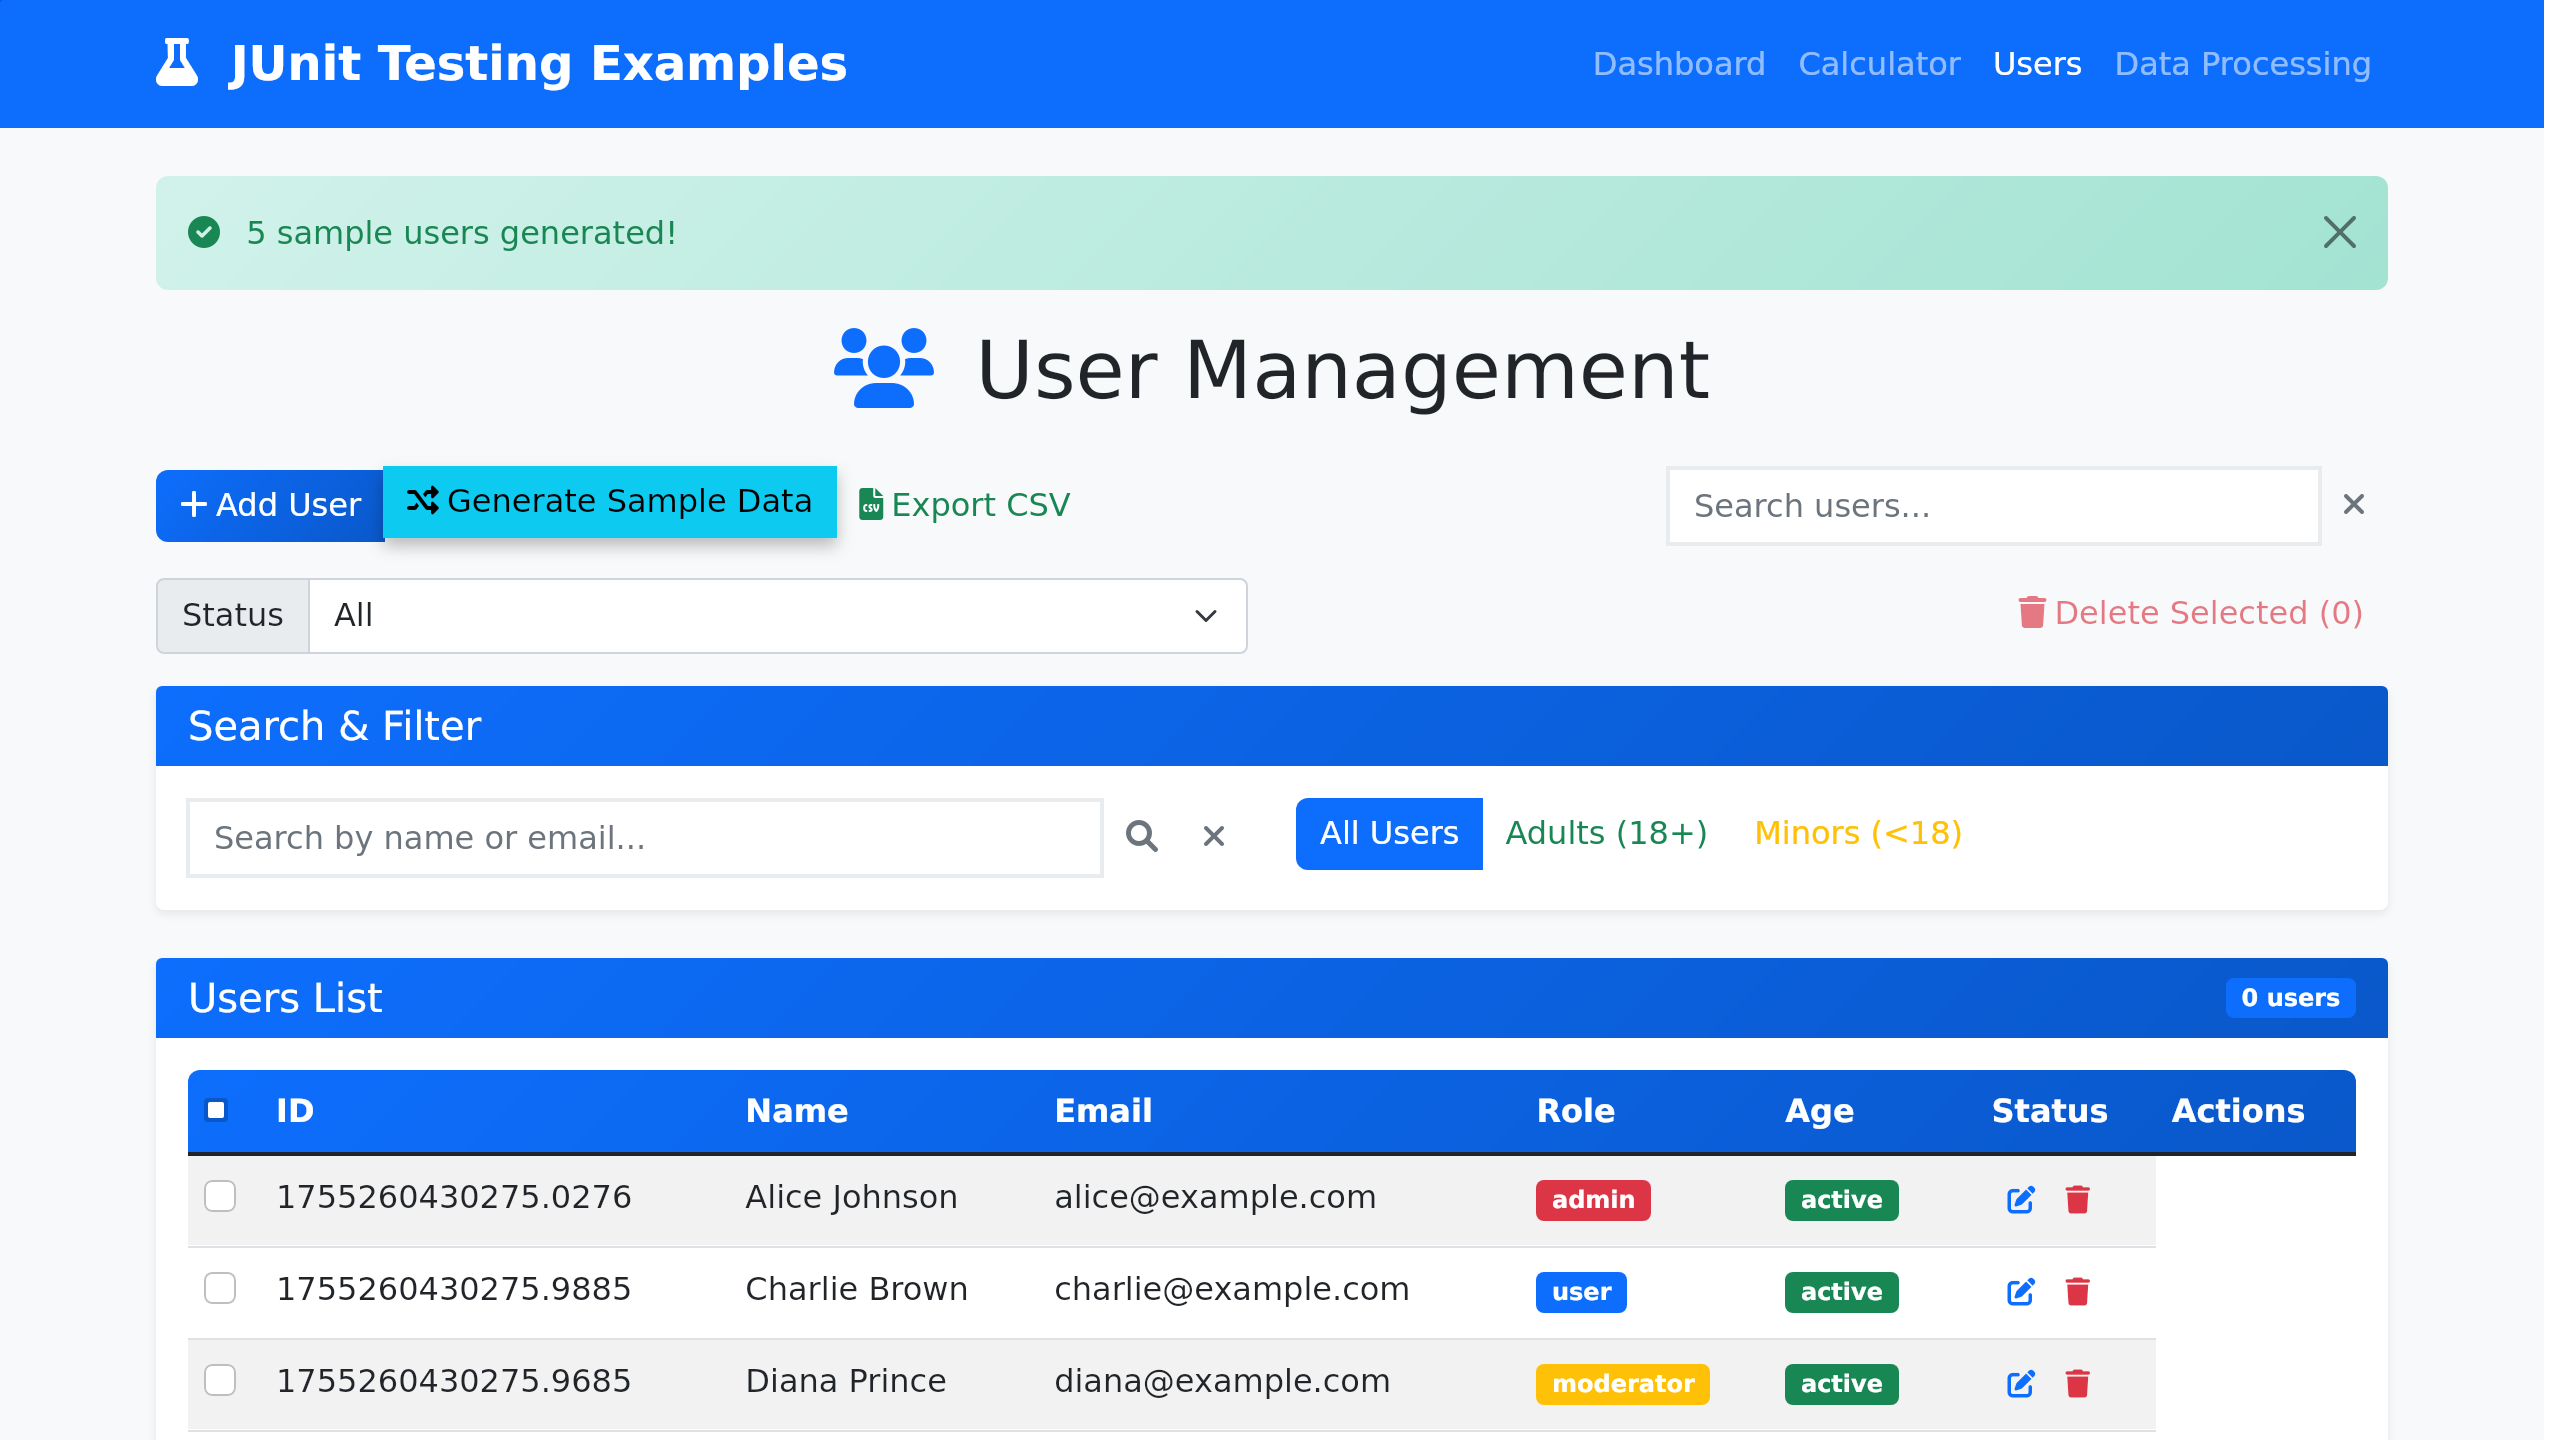 JUnit Testing Examples
Dashboard Calculator Users Data Processing
5 sample users generated!
User Management
Add User Generate Sample Data Export CSV Search users...
Status All Delete Selected (0)
Search & Filter
Search by name or email... All Users Adults (18+) Minors (<18)
Users List 0 users
ID Name Email Role Age Status Actions
1755260430275.0276 Alice Johnson alice@example.com admin active
1755260430275.9885 Charlie Brown charlie@example.com user active
1755260430275.9685 Diana Prince diana@example.com moderator active